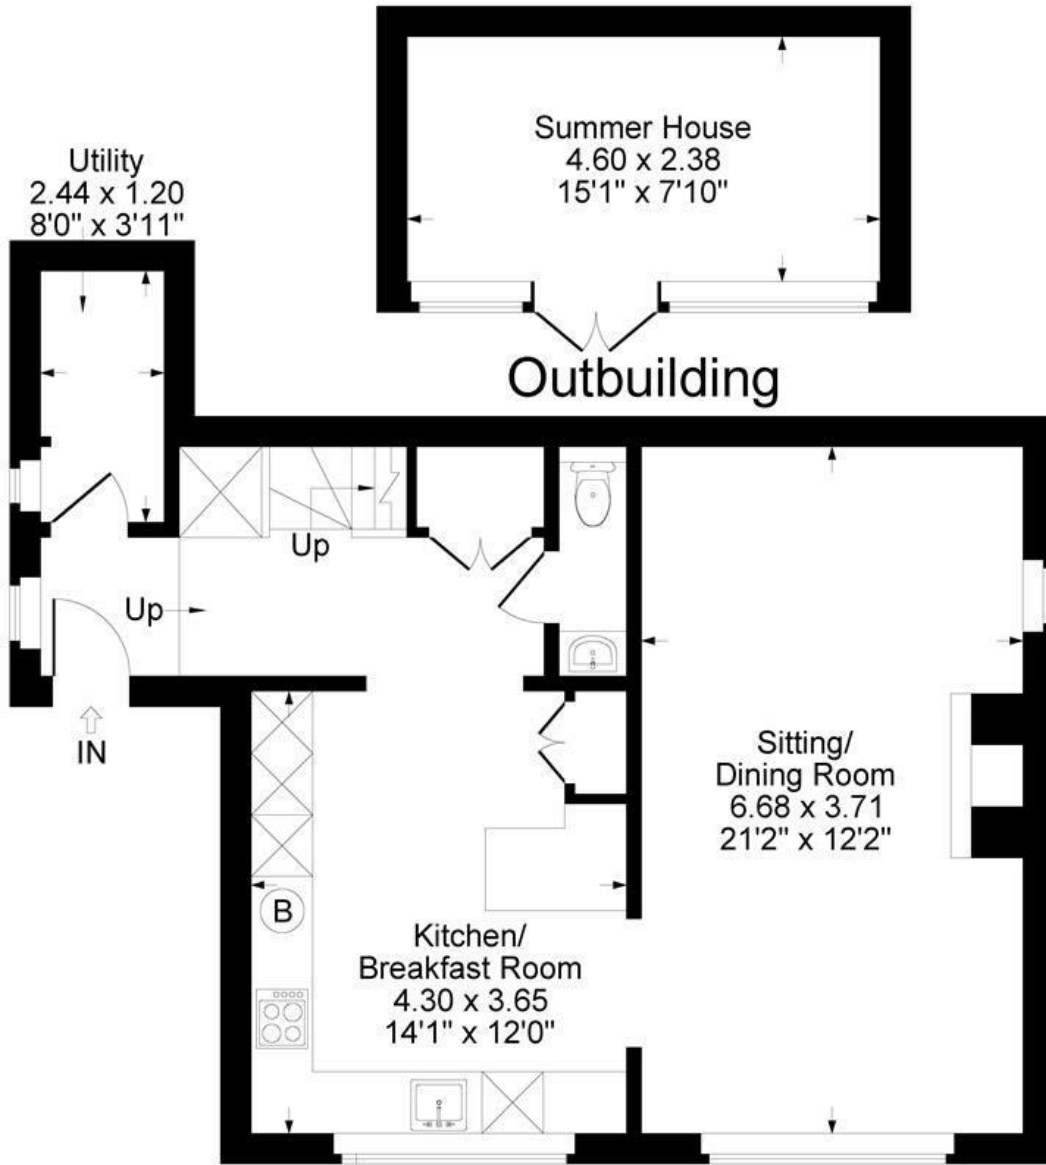 Summer House
4.60 x 2.38
15'1" x 7'10"
Utility
2.44 x 1.20
8'0" x 3'11"
Outbuilding
Up
Up
IN
Sitting/
Dining Room
6.68 x 3.71
21'2" x 12'2"
B
Kitchen/
Breakfast Room
4.30 x 3.65
14'1" x 12'0"